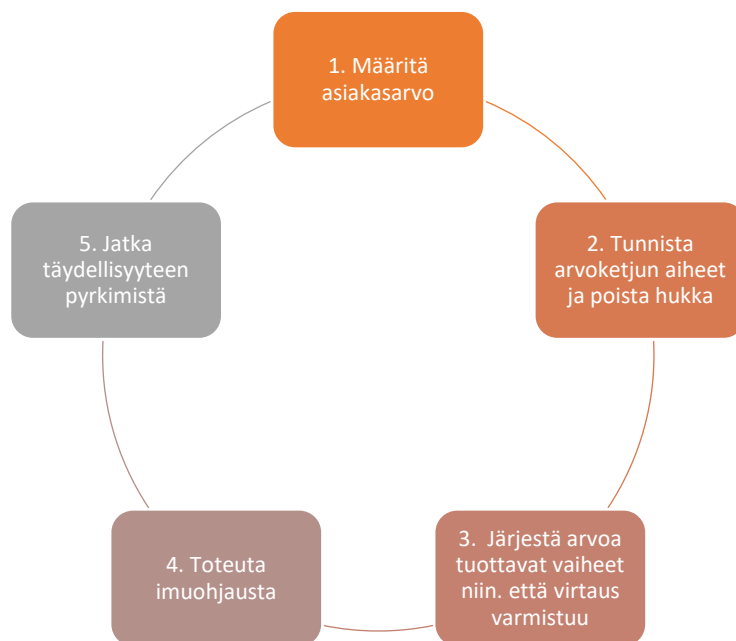 1. Määritä
asiakasarvo
2. Tunnista
arvoketjun aiheet
ja poista hukka
3.  Järjestä arvoa
tuottavat vaiheet
niin. että virtaus
varmistuu
4. Toteuta
imuohjausta
5. Jatka
täydellisyyteen
pyrkimistä